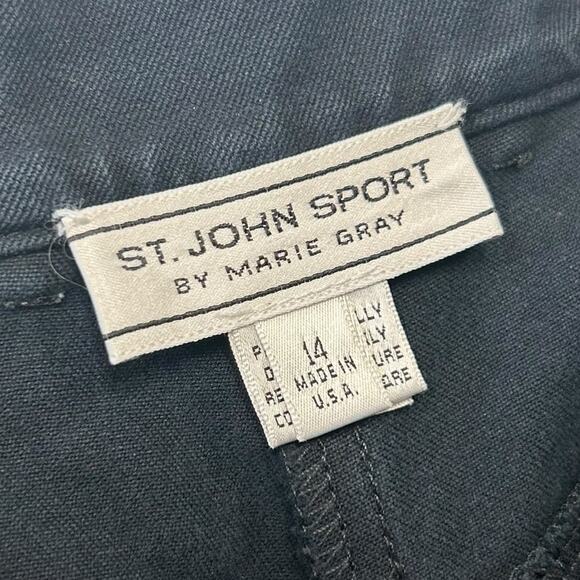 ST. JOHN SPORT
BY MARIE GRAY
14
MADE IN
U.S.A.